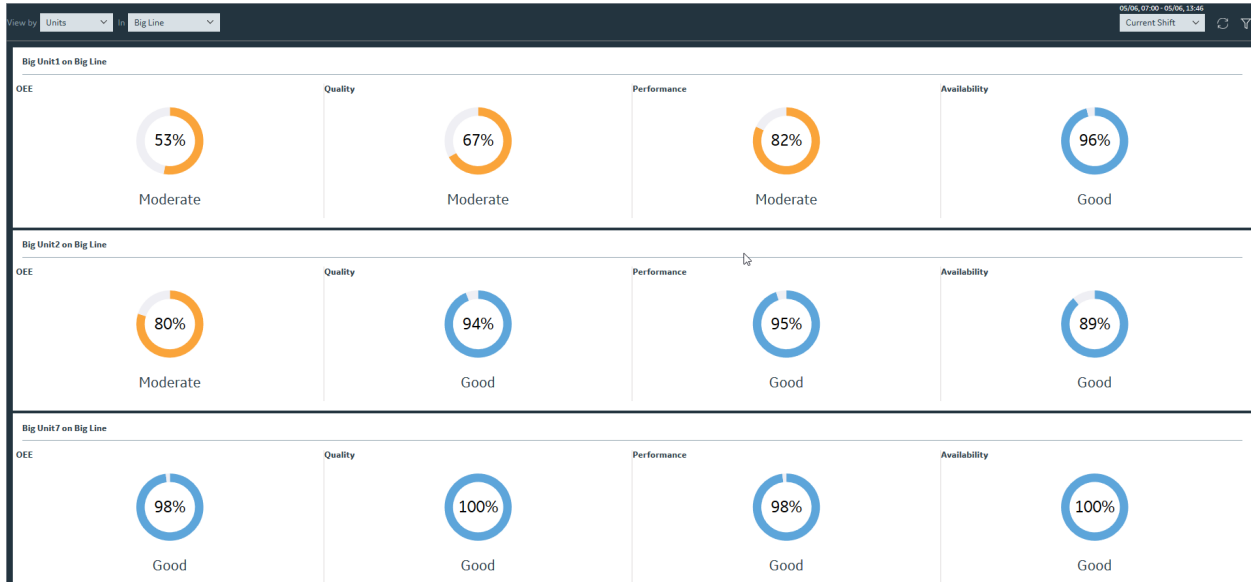 05/06, 07:00 - 05/06, 13:46
View by Units In Big Line Current Shift
Big Unit1 on Big Line
OEE Quality Performance Availability
53% 67% 82% 96%
Moderate Moderate Moderate Good
Big Unit2 on Big Line
OEE Quality Performance Availability
80% 94% 95% 89%
Moderate Good Good Good
Big Unit7 on Big Line
OEE Quality Performance Availability
98% 100% 98% 100%
Good Good Good Good